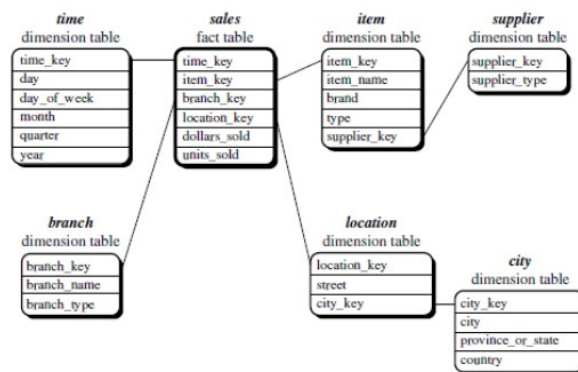 time
dimension table
time_key
day
day_of_week
month
quarter
year
sales
fact table
time_key
item_key
branch_key
location_key
dollars_sold
units_sold
item
dimension table
item_key
item_name
brand
type
supplier_key
supplier
dimension table
supplier_key
supplier_type
branch
dimension table
branch_key
branch_name
branch_type
location
dimension table
location_key
street
city_key
city
dimension table
city_key
city
province_or_state
country